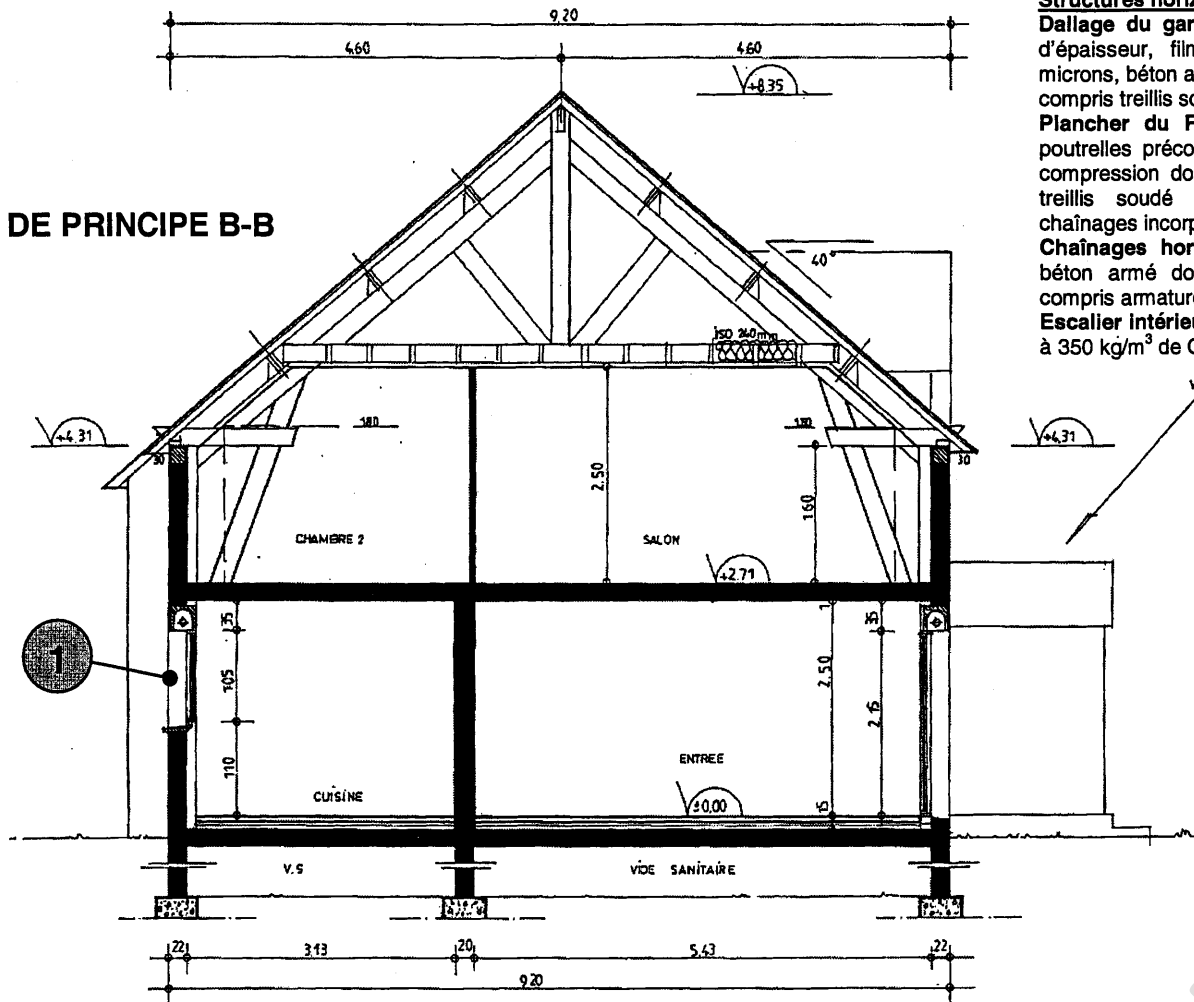 9.20
4.60
4.60
+8.35
Structures horiz
Dallage du gar
d'épaisseur, fil
microns, béton a
compris treillis so
Plancher du
poutrelles préco
compression do
treillis soudé
chaînages incorp
Chaînages hor
béton armé do
compris armature
Escalier intérieu
à 350 kg/m³ de C
DE PRINCIPE B-B
40°
ISO 240mm
+4.31
180
180
+4.31
30
30
2.50
160
CHAMBRE 2
SALON
+2.71
35
35
1
105
2.50
2.15
110
ENTREE
CUISINE
±0.00
15
V.S
VIDE SANITAIRE
22
3.13
20
5.43
22
9.20